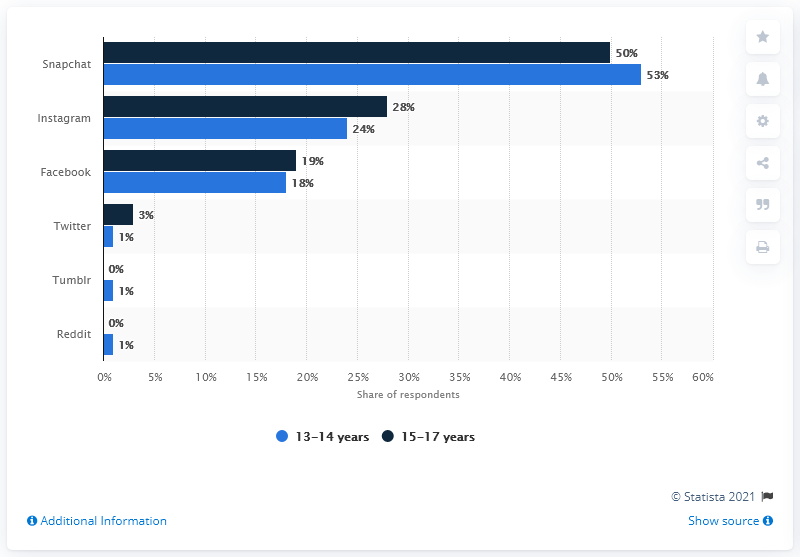 Snapchat
50%
53%
Instagram
28%
24%
Facebook
19%
18%
Twitter
3%
1%
Tumblr
0%
1%
Reddit
0%
1%
0% 5% 10% 15% 20% 25% 30% 35% 40% 45% 50% 55% 60%
Share of respondents
13-14 years 15-17 years
© Statista 2021
Additional Information Show source